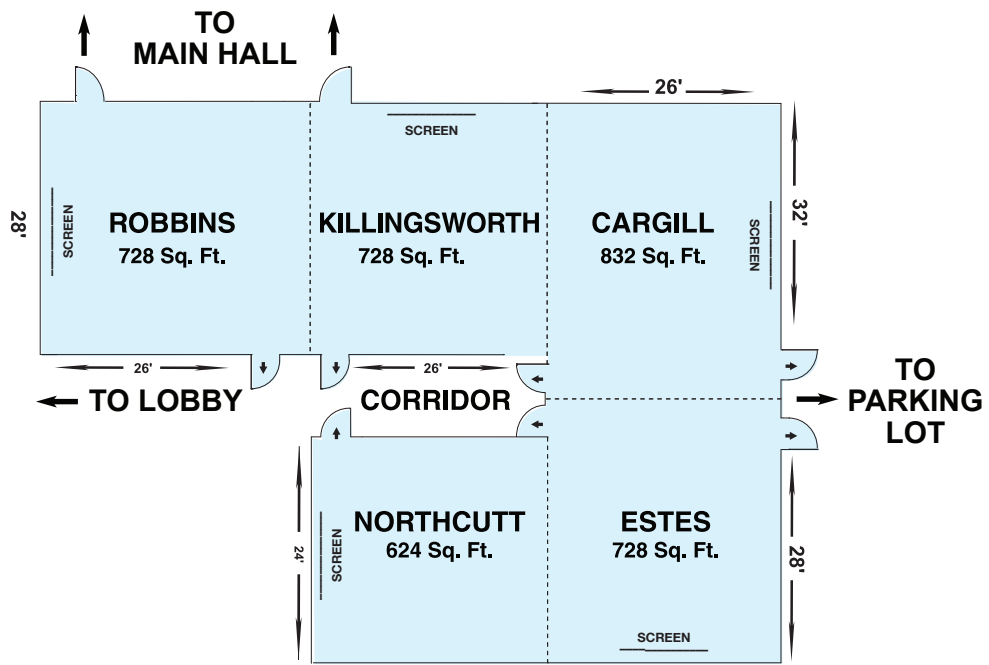 TO
MAIN HALL
26'
SCREEN
32'
28'
SCREEN
ROBBINS
728 Sq. Ft.
KILLINGSWORTH
728 Sq. Ft.
CARGILL
832 Sq. Ft.
SCREEN
26'
26'
TO LOBBY
CORRIDOR
TO
PARKING
LOT
24'
SCREEN
NORTHCUTT
624 Sq. Ft.
ESTES
728 Sq. Ft.
28'
SCREEN